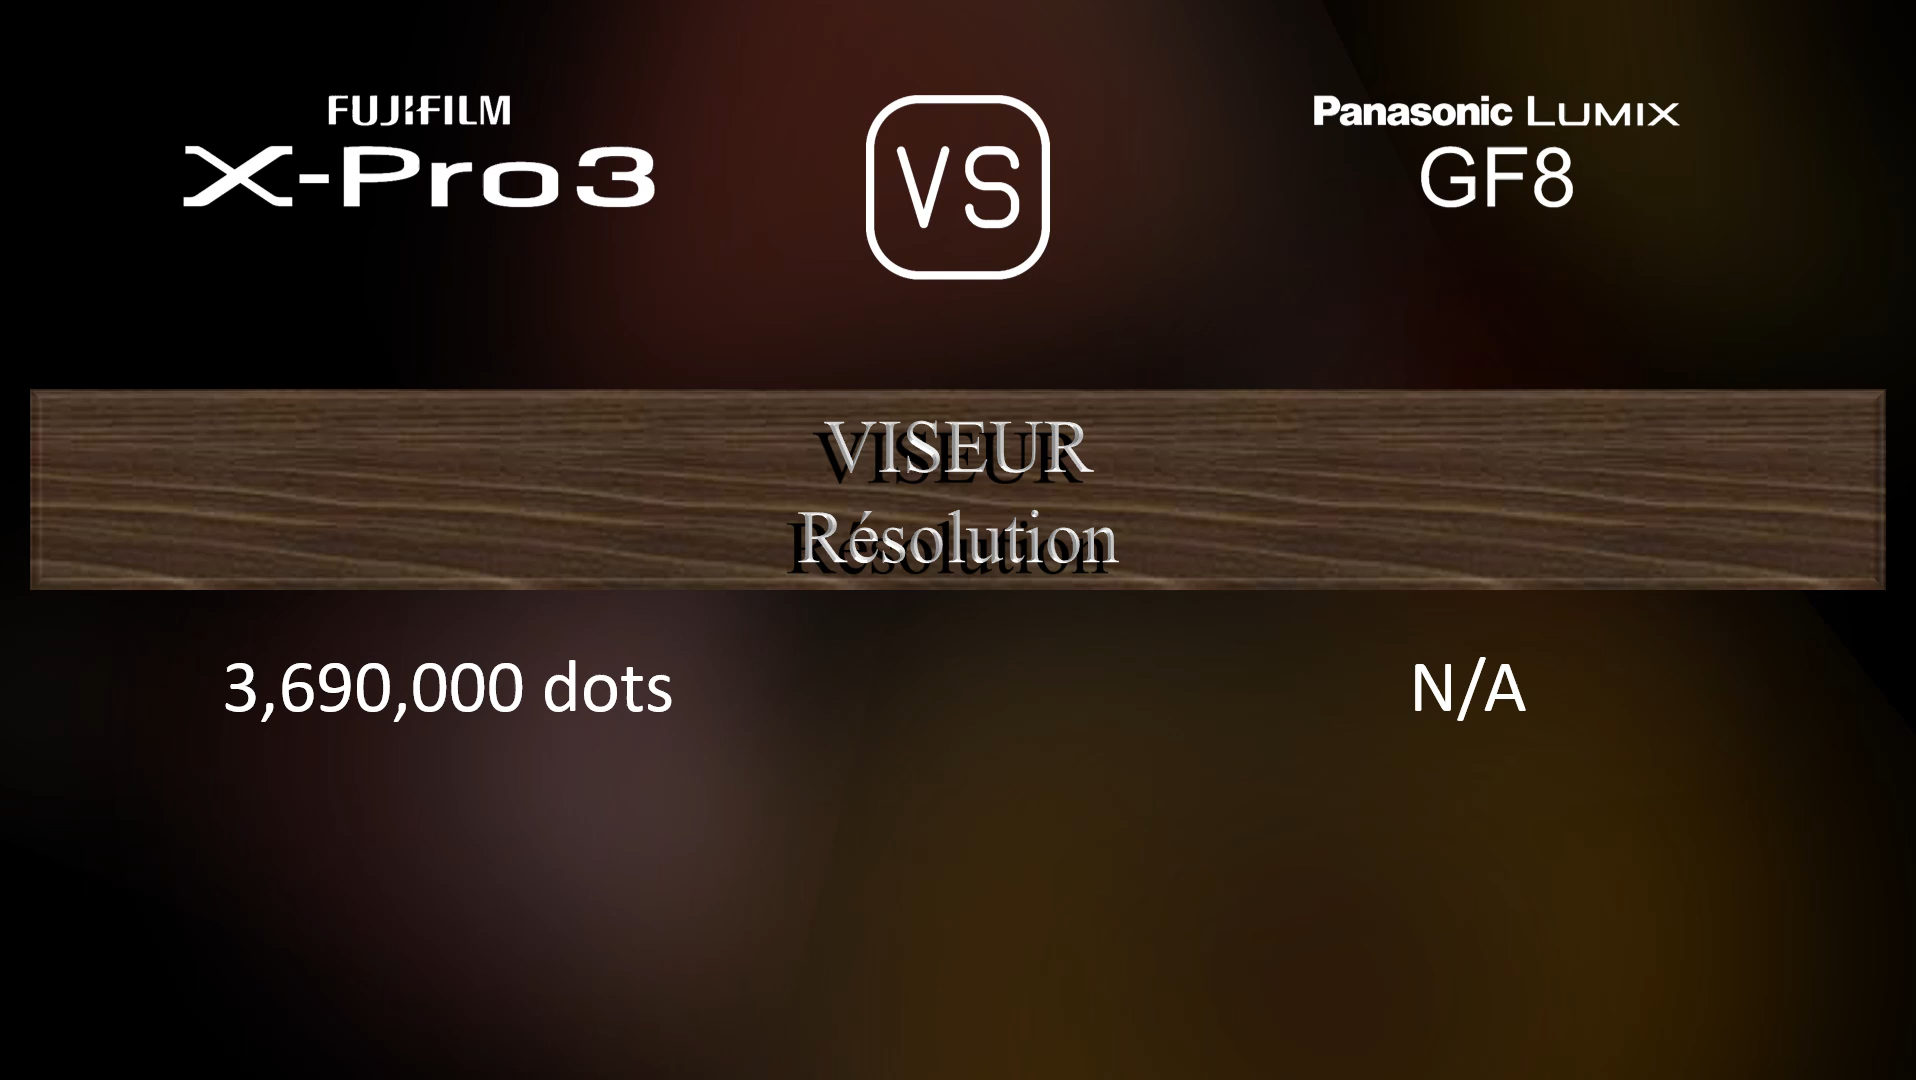 FUJIFILM
X-Pro3
VS
Panasonic LUMIX
GF8
VISEUR
Résolution
3,690,000 dots
N/A